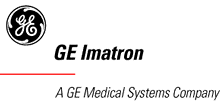 GE
GE Imatron
A GE Medical Systems Company